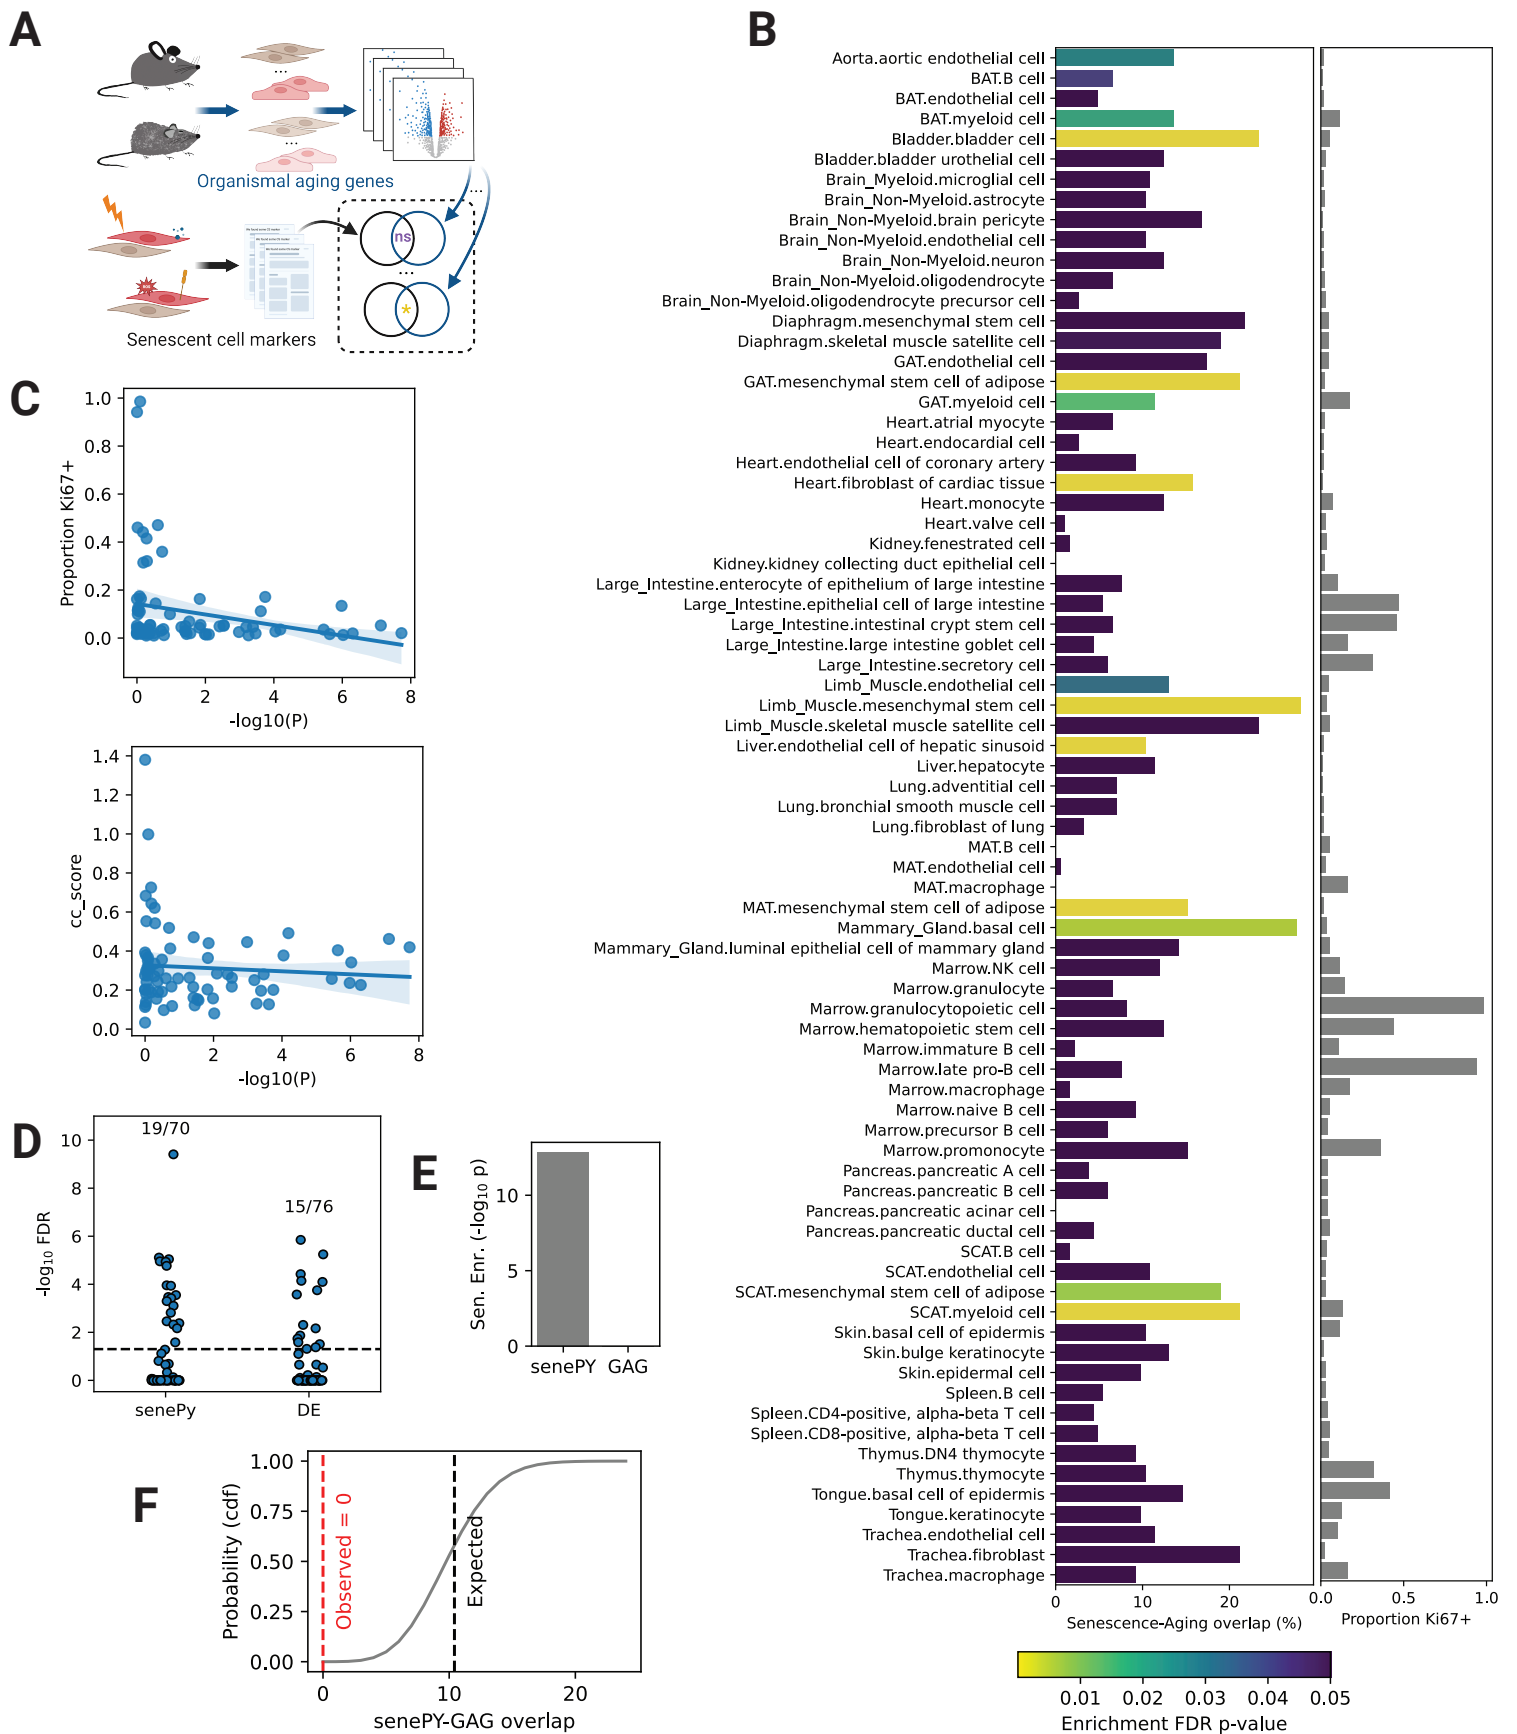 A
...
...
Organismal aging genes
...
ns
...
*
Senescent cell markers
B
Aorta.aortic endothelial cell
BAT.B cell
BAT.endothelial cell
BAT.myeloid cell
Bladder.bladder cell
Bladder.bladder urothelial cell
Brain_Myeloid.microglial cell
Brain_Non-Myeloid.astrocyte
Brain_Non-Myeloid.brain pericyte
Brain_Non-Myeloid.endothelial cell
Brain_Non-Myeloid.neuron
Brain_Non-Myeloid.oligodendrocyte
Brain_Non-Myeloid.oligodendrocyte precursor cell
Diaphragm.mesenchymal stem cell
Diaphragm.skeletal muscle satellite cell
GAT.endothelial cell
GAT.mesenchymal stem cell of adipose
GAT.myeloid cell
Heart.atrial myocyte
Heart.endocardial cell
Heart.endothelial cell of coronary artery
Heart.fibroblast of cardiac tissue
Heart.monocyte
Heart.valve cell
Kidney.fenestrated cell
Kidney.kidney collecting duct epithelial cell
Large_Intestine.enterocyte of epithelium of large intestine
Large_Intestine.epithelial cell of large intestine
Large_Intestine.intestinal crypt stem cell
Large_Intestine.large intestine goblet cell
Large_Intestine.secretory cell
Limb_Muscle.endothelial cell
Limb_Muscle.mesenchymal stem cell
Limb_Muscle.skeletal muscle satellite cell
Liver.endothelial cell of hepatic sinusoid
Liver.hepatocyte
Lung.adventitial cell
Lung.bronchial smooth muscle cell
Lung.fibroblast of lung
MAT.B cell
MAT.endothelial cell
MAT.macrophage
MAT.mesenchymal stem cell of adipose
Mammary_Gland.basal cell
Mammary_Gland.luminal epithelial cell of mammary gland
Marrow.NK cell
Marrow.granulocyte
Marrow.granulocytopoietic cell
Marrow.hematopoietic stem cell
Marrow.immature B cell
Marrow.late pro-B cell
Marrow.macrophage
Marrow.naive B cell
Marrow.precursor B cell
Marrow.promonocyte
Pancreas.pancreatic A cell
Pancreas.pancreatic B cell
Pancreas.pancreatic acinar cell
Pancreas.pancreatic ductal cell
SCAT.B cell
SCAT.endothelial cell
SCAT.mesenchymal stem cell of adipose
SCAT.myeloid cell
Skin.basal cell of epidermis
Skin.bulge keratinocyte
Skin.epidermal cell
Spleen.B cell
Spleen.CD4-positive, alpha-beta T cell
Spleen.CD8-positive, alpha-beta T cell
Thymus.DN4 thymocyte
Thymus.thymocyte
Tongue.basal cell of epidermis
Tongue.keratinocyte
Trachea.endothelial cell
Trachea.fibroblast
Trachea.macrophage
0 10 20
Senescence-Aging overlap (%)
0.0 0.5 1.0
Proportion Ki67+
0.01 0.02 0.03 0.04 0.05
Enrichment FDR p-value
C
Proportion Ki67+
1.0
0.8
0.6
0.4
0.2
0.0
0 2 4 6 8
-log10(P)
cc_score
1.4
1.2
1.0
0.8
0.6
0.4
0.2
0.0
0 2 4 6 8
-log10(P)
D
-log10 FDR
10
8
6
4
2
0
19/70
15/76
senePy DE
E
Sen. Enr. (-log10 p)
10
5
0
senePY GAG
F
Probability (cdf)
1.00
0.75
0.50
0.25
0.00
Observed = 0
Expected
0 10 20
senePY-GAG overlap